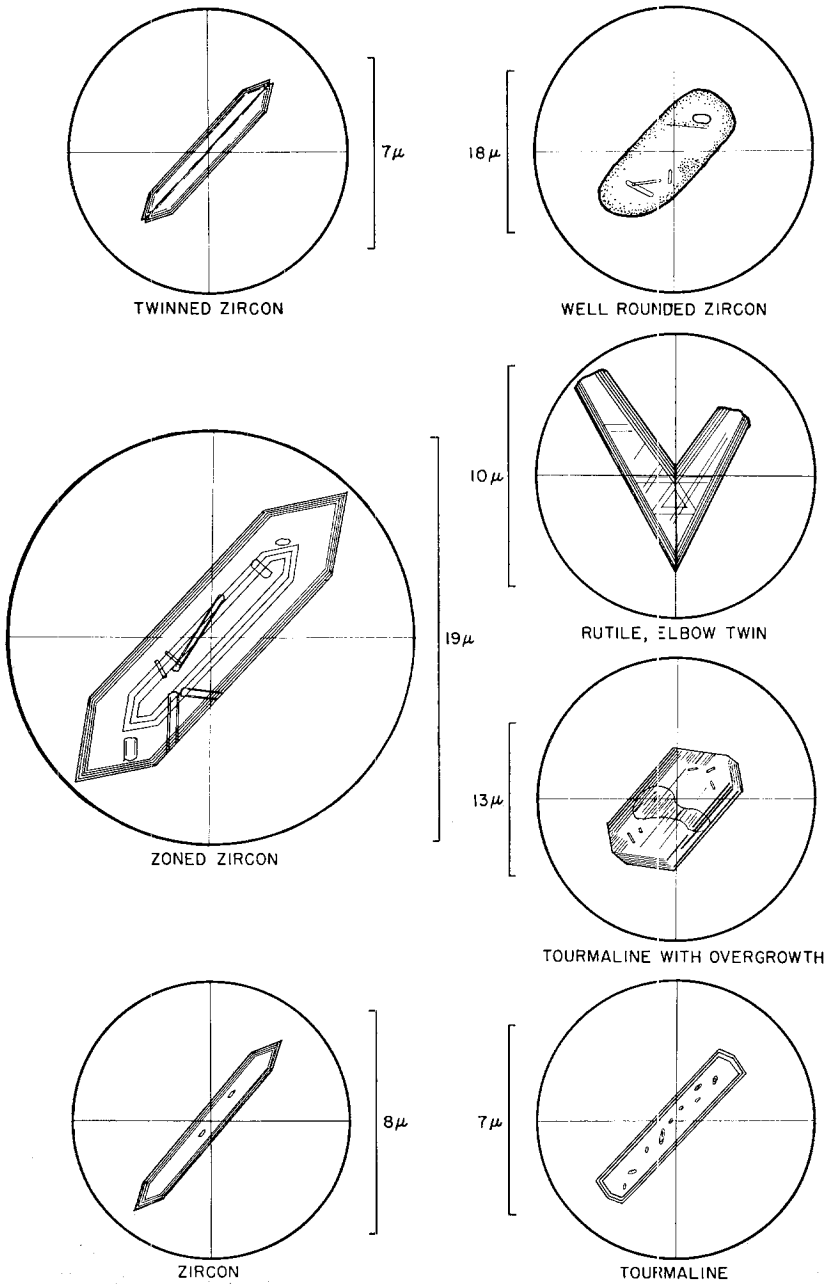 7μ
TWINNED ZIRCON
18μ
WELL ROUNDED ZIRCON
19μ
ZONED ZIRCON
10μ
RUTILE, ELBOW TWIN
13μ
TOURMALINE WITH OVERGROWTH
8μ
ZIRCON
7μ
TOURMALINE